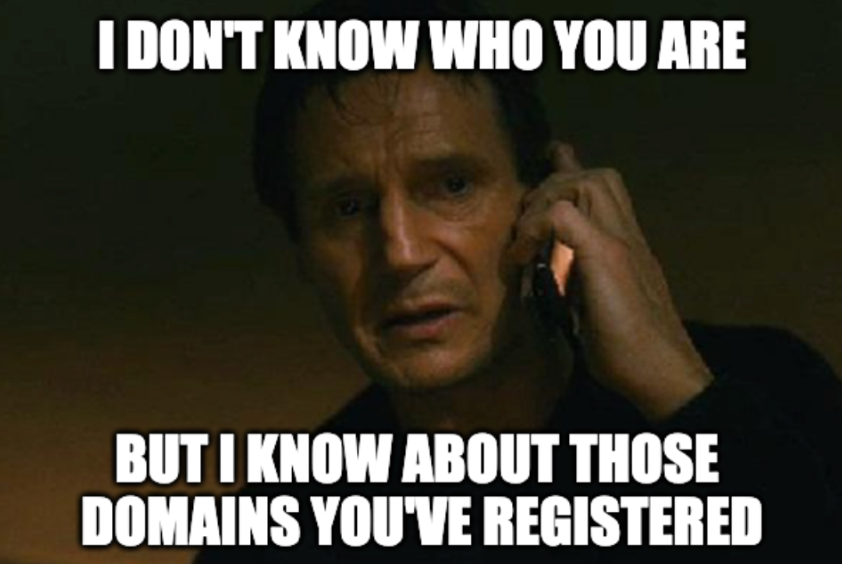 I DON'T KNOW WHO YOU ARE
BUT I KNOW ABOUT THOSE
DOMAINS YOU'VE REGISTERED